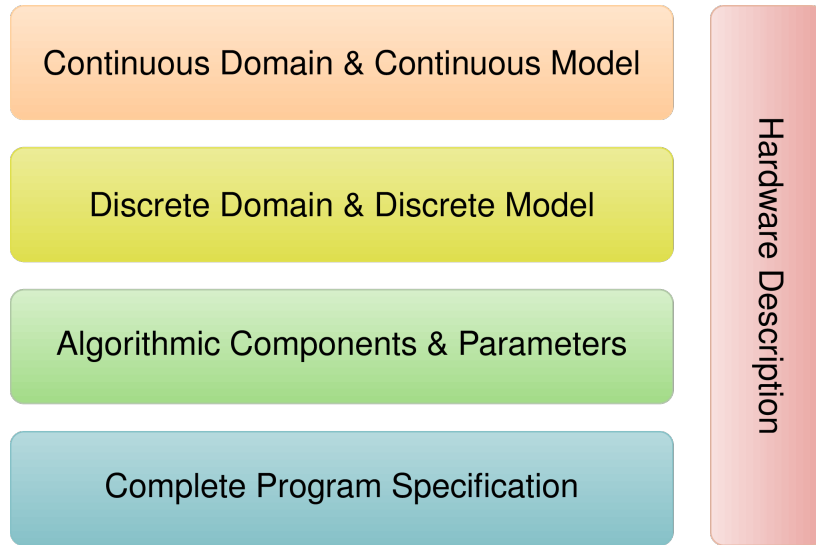 Continuous Domain & Continuous Model
Discrete Domain & Discrete Model
Algorithmic Components & Parameters
Complete Program Specification
Hardware Description